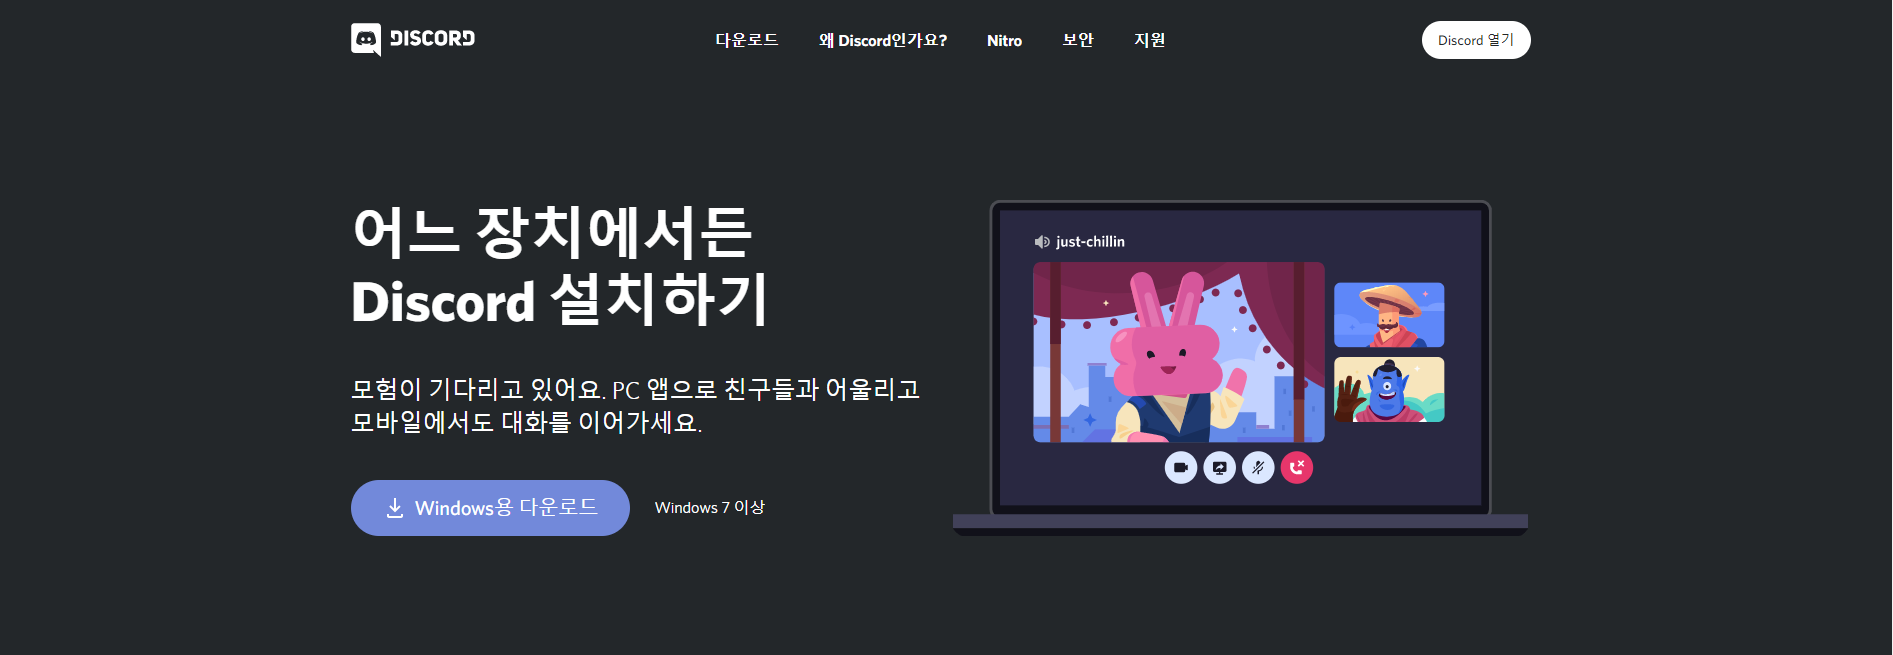 DISCORD
다운로드
왜 Discord인가요?
Nitro
보안
지원
Discord 열기
어느 장치에서든
Discord 설치하기
모험이 기다리고 있어요. PC 앱으로 친구들과 어울리고
모바일에서도 대화를 이어가세요.
Windows용 다운로드
Windows 7 이상
just-chillin